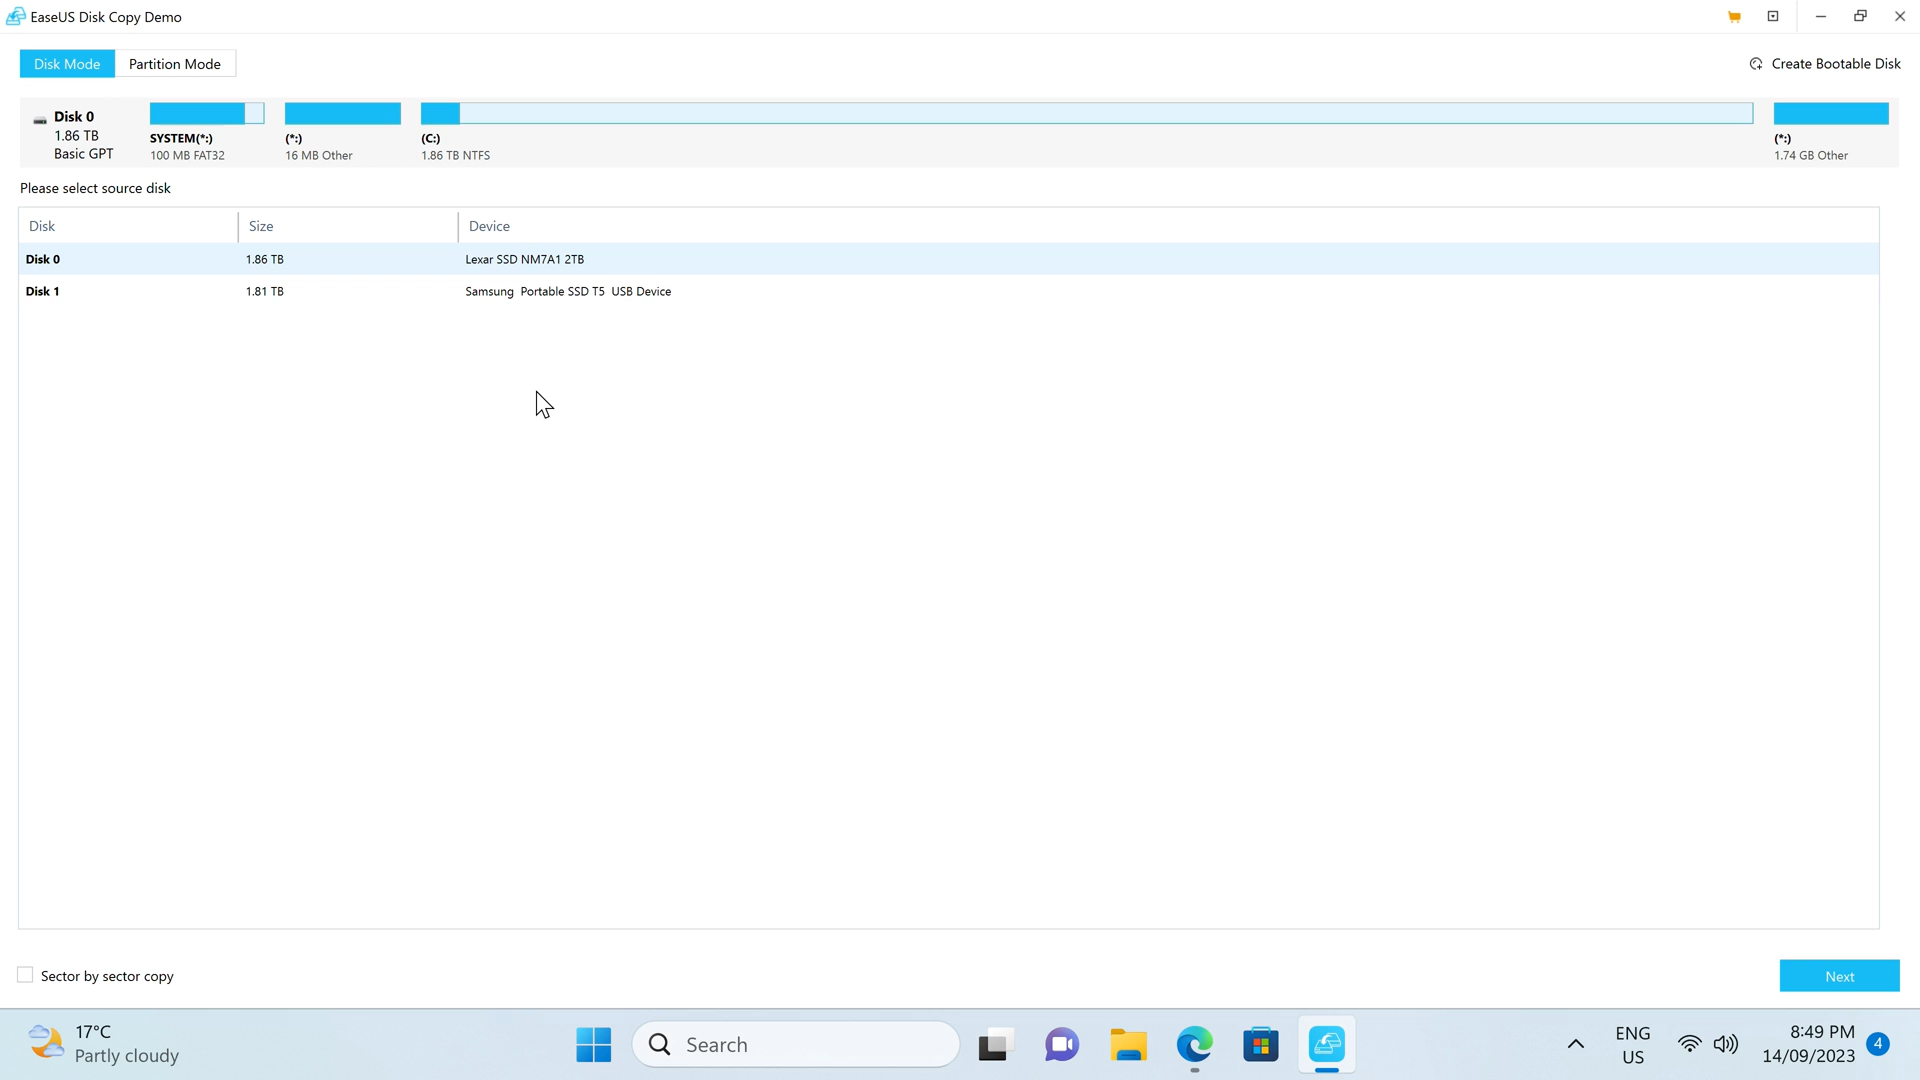 EaseUS Disk Copy Demo
Disk Mode
Partition Mode
Create Bootable Disk
Disk 0
1.86 TB
Basic GPT
SYSTEM(*:)
100 MB FAT32
(*:)
16 MB Other
(C:)
1.86 TB NTFS
(*:)
1.74 GB Other
Please select source disk
Disk Size Device
Disk 0 1.86 TB Lexar SSD NM7A1 2TB
Disk 1 1.81 TB Samsung Portable SSD T5 USB Device
Sector by sector copy
Next
17°C
Partly cloudy
Search
ENG
US
8:49 PM
14/09/2023
4